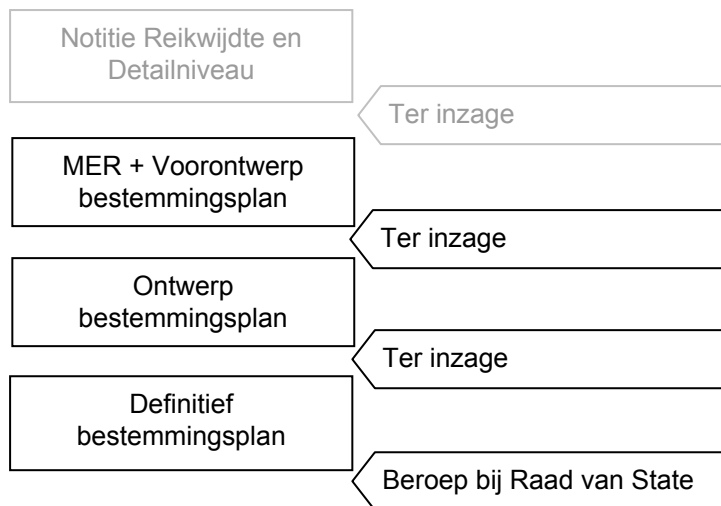 Notitie Reikwijdte en
Detailniveau
Ter inzage
MER + Voorontwerp
bestemmingsplan
Ter inzage
Ontwerp
bestemmingsplan
Ter inzage
Definitief
bestemmingsplan
Beroep bij Raad van State